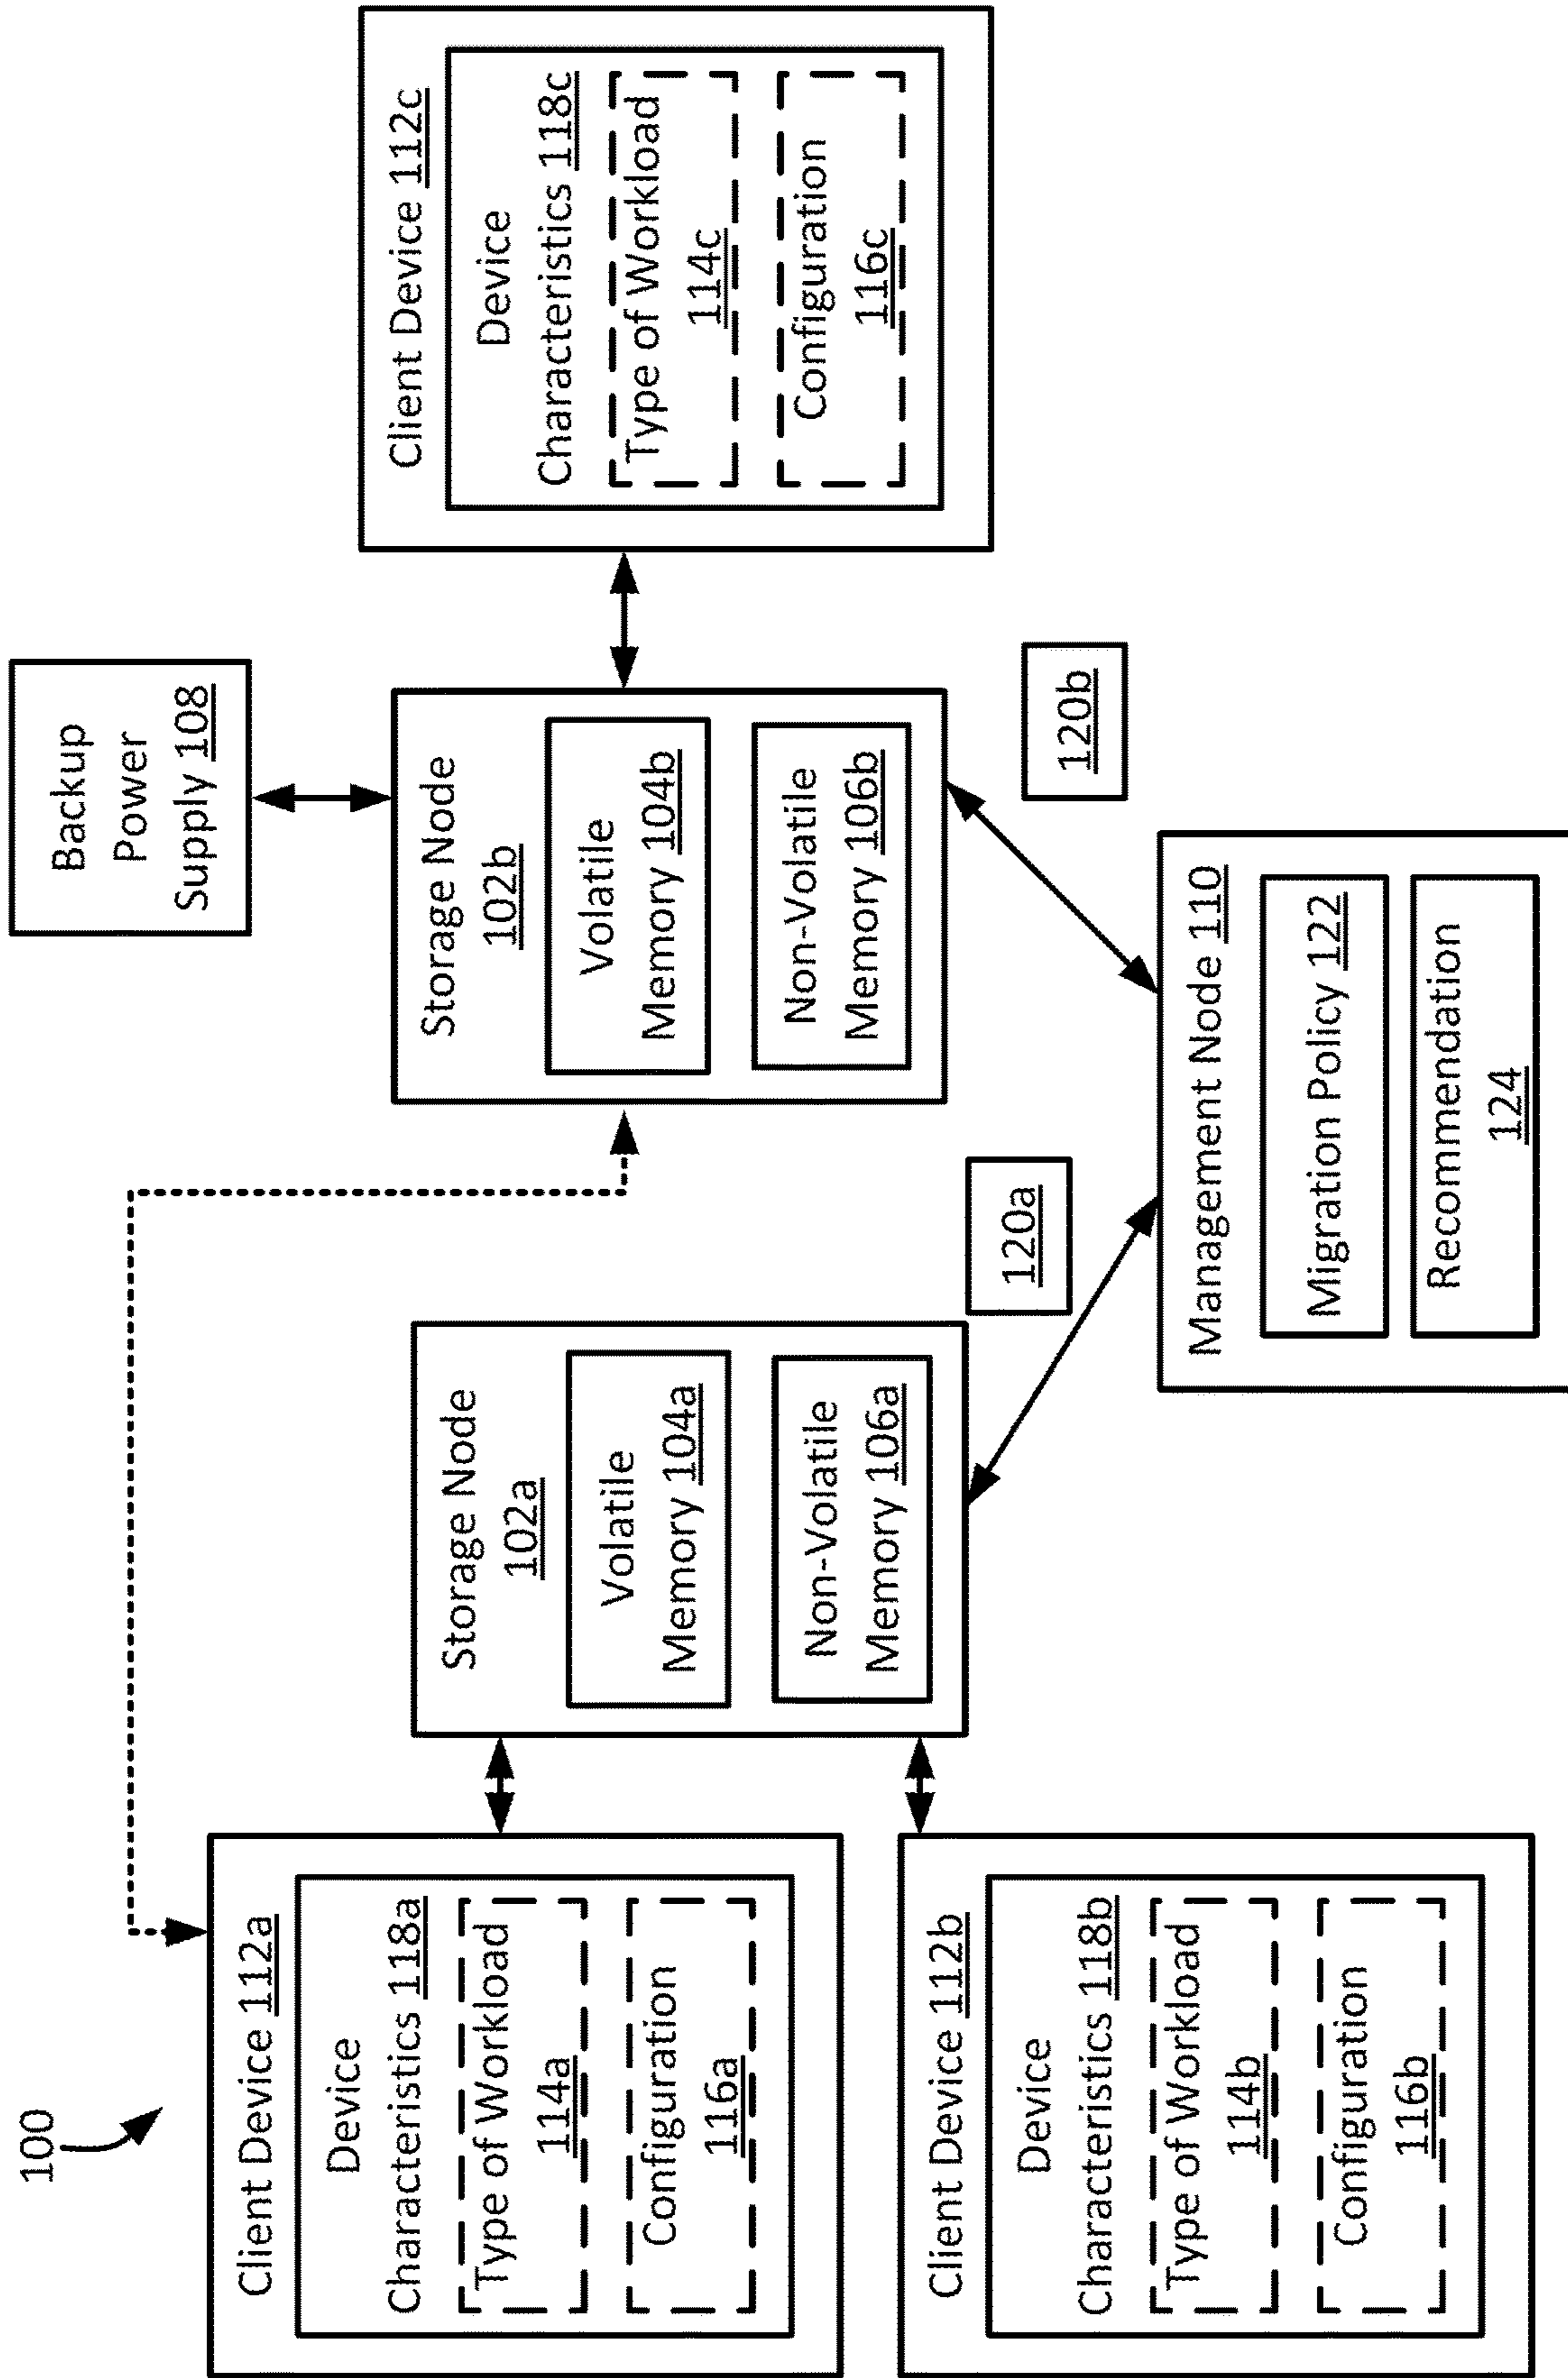 100
Client Device 112a
Device
Characteristics 118a
Type of Workload
114a
Configuration
116a
Client Device 112b
Device
Characteristics 118b
Type of Workload
114b
Configuration
116b
Storage Node
102a
Volatile
Memory 104a
Non-Volatile
Memory 106a
Backup
Power
Supply 108
Storage Node
102b
Volatile
Memory 104b
Non-Volatile
Memory 106b
Client Device 112c
Device
Characteristics 118c
Type of Workload
114c
Configuration
116c
120a
120b
Management Node 110
Migration Policy 122
Recommendation
124